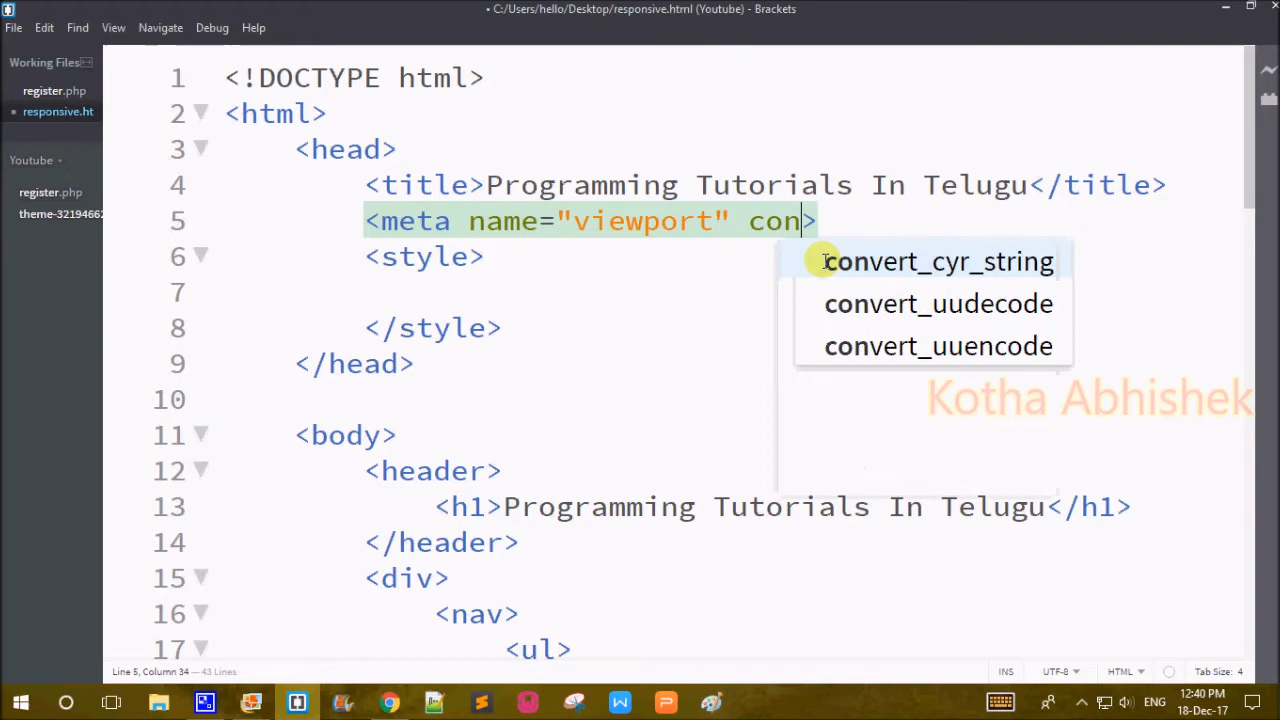 • C:/Users/hello/Desktop/responsive.html (Youtube) - Brackets
File Edit Find View Navigate Debug Help
Working Files
register.php
• responsive.ht
Youtube
register.php
theme-32194662
1 <!DOCTYPE html>
2 <html>
3 <head>
4 <title>Programming Tutorials In Telugu</title>
5 <meta name="viewport" con>
6 <style>
7
8 </style>
9 </head>
10
11 <body>
12 <header>
13 <h1>Programming Tutorials In Telugu</h1>
14 </header>
15 <div>
16 <nav>
17 <ul>
convert_cyr_string
convert_uudecode
convert_uuencode
Kotha Abhishek
Line 5, Column 34 — 43 Lines
INS UTF-8 HTML Tab Size: 4
ENG
12:40 PM
18-Dec-17